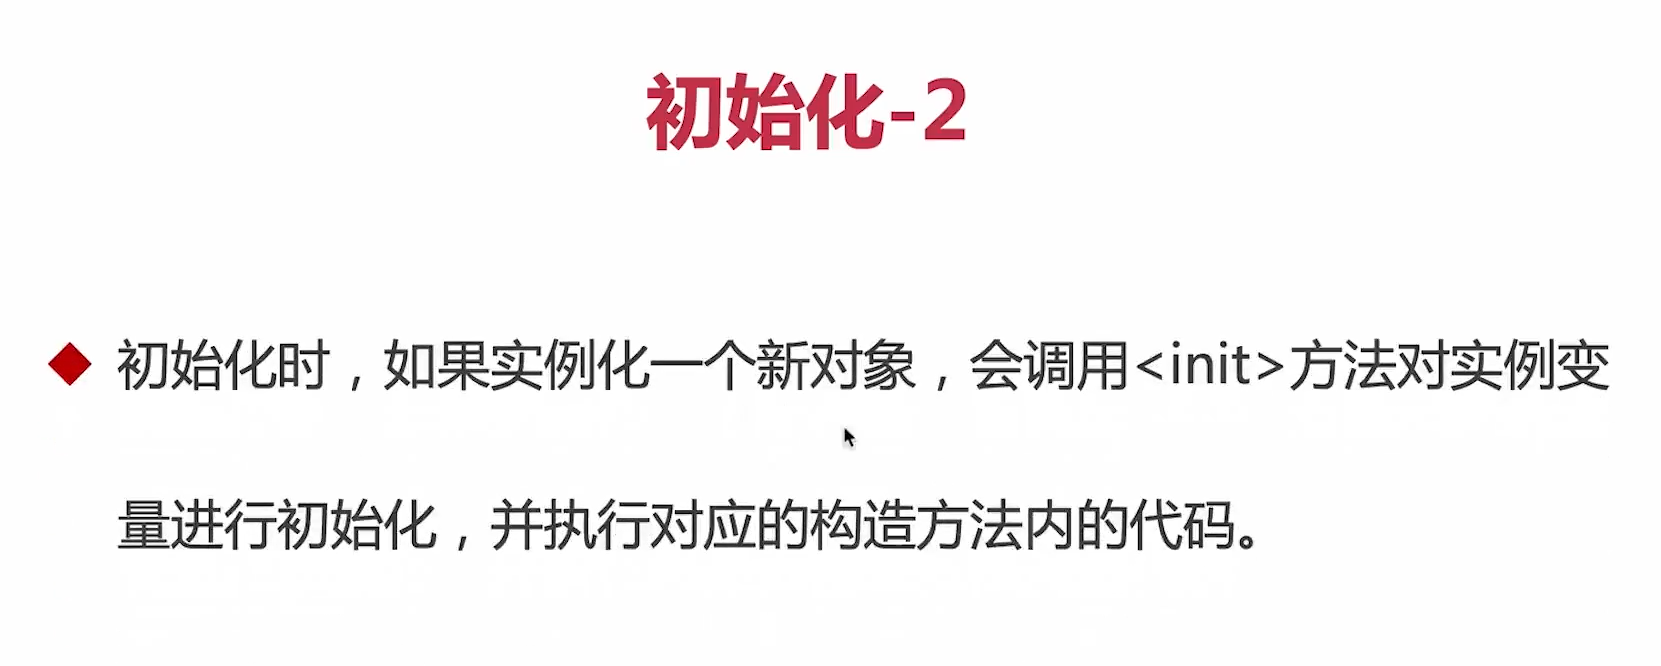 初始化-2
初始化时，如果实例化一个新对象，会调用<init>方法对实例变
量进行初始化，并执行对应的构造方法内的代码。